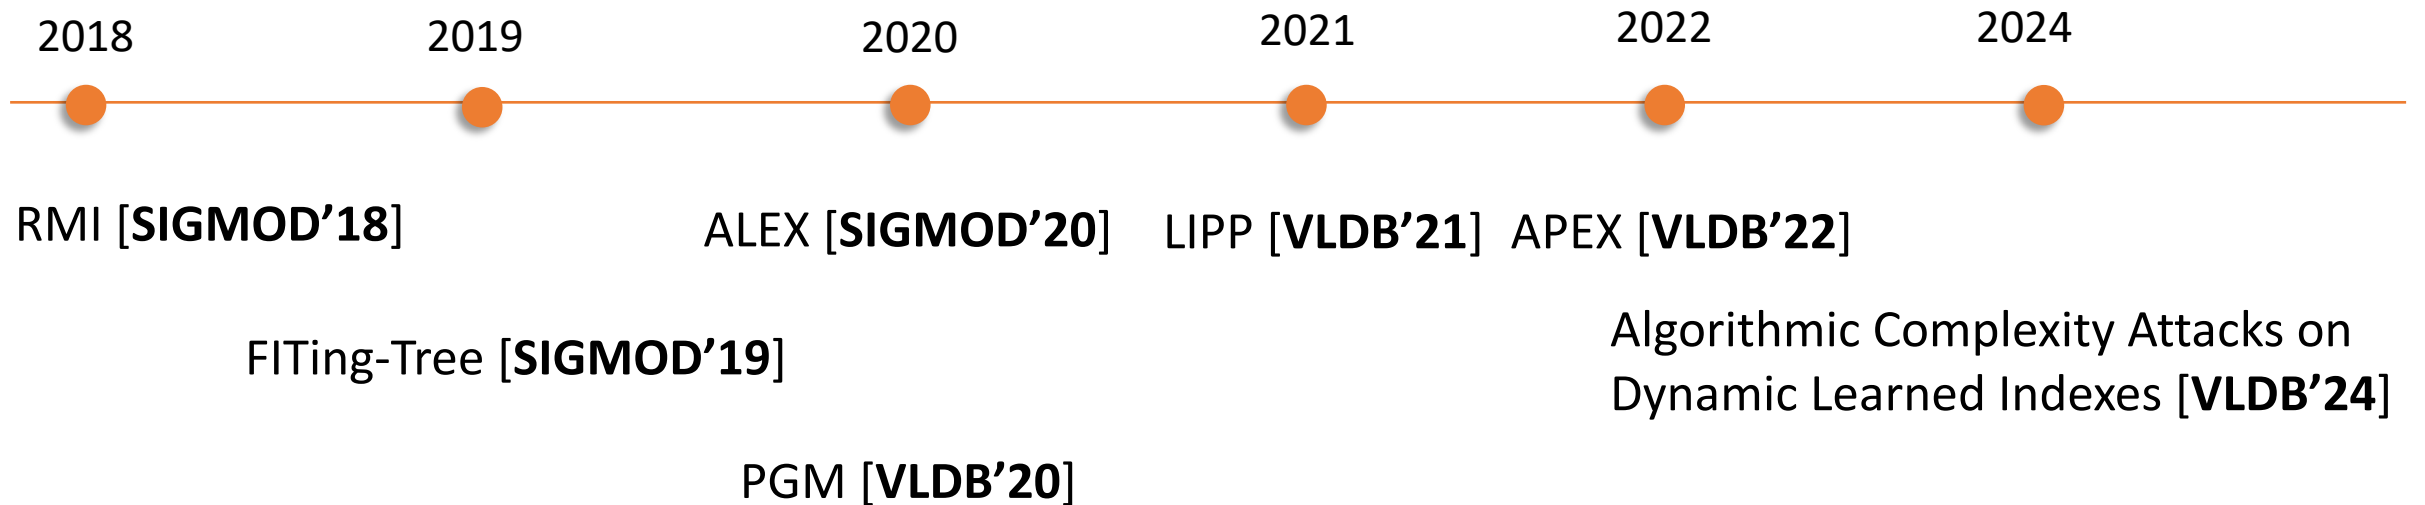 2018 2019 2020 2021 2022 2024
RMI [SIGMOD’18] ALEX [SIGMOD’20] LIPP [VLDB’21] APEX [VLDB’22]
FITing-Tree [SIGMOD’19]
Algorithmic Complexity Attacks on
Dynamic Learned Indexes [VLDB’24]
PGM [VLDB’20]